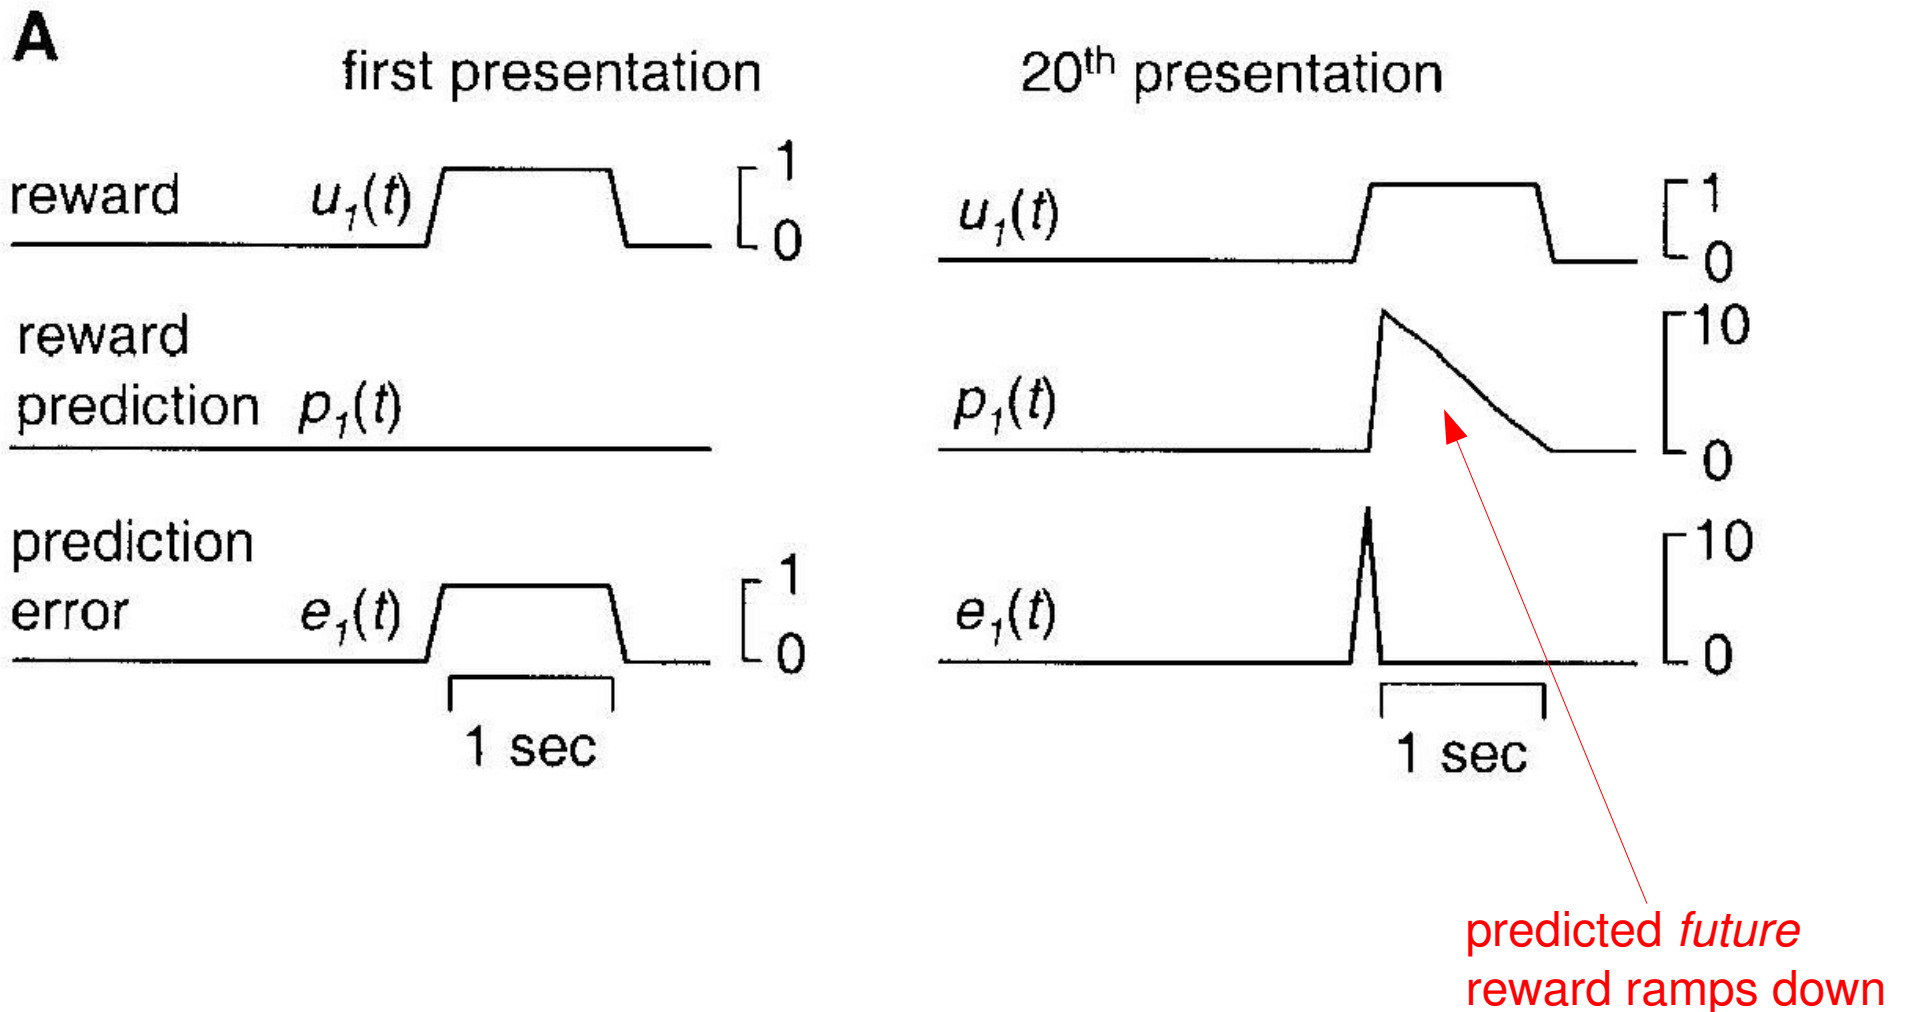 A
first presentation
20th presentation
reward u1(t)
1
0
u1(t)
1
0
reward
prediction p1(t)
p1(t)
10
0
prediction
error e1(t)
1
0
e1(t)
10
0
1 sec
1 sec
predicted future
reward ramps down